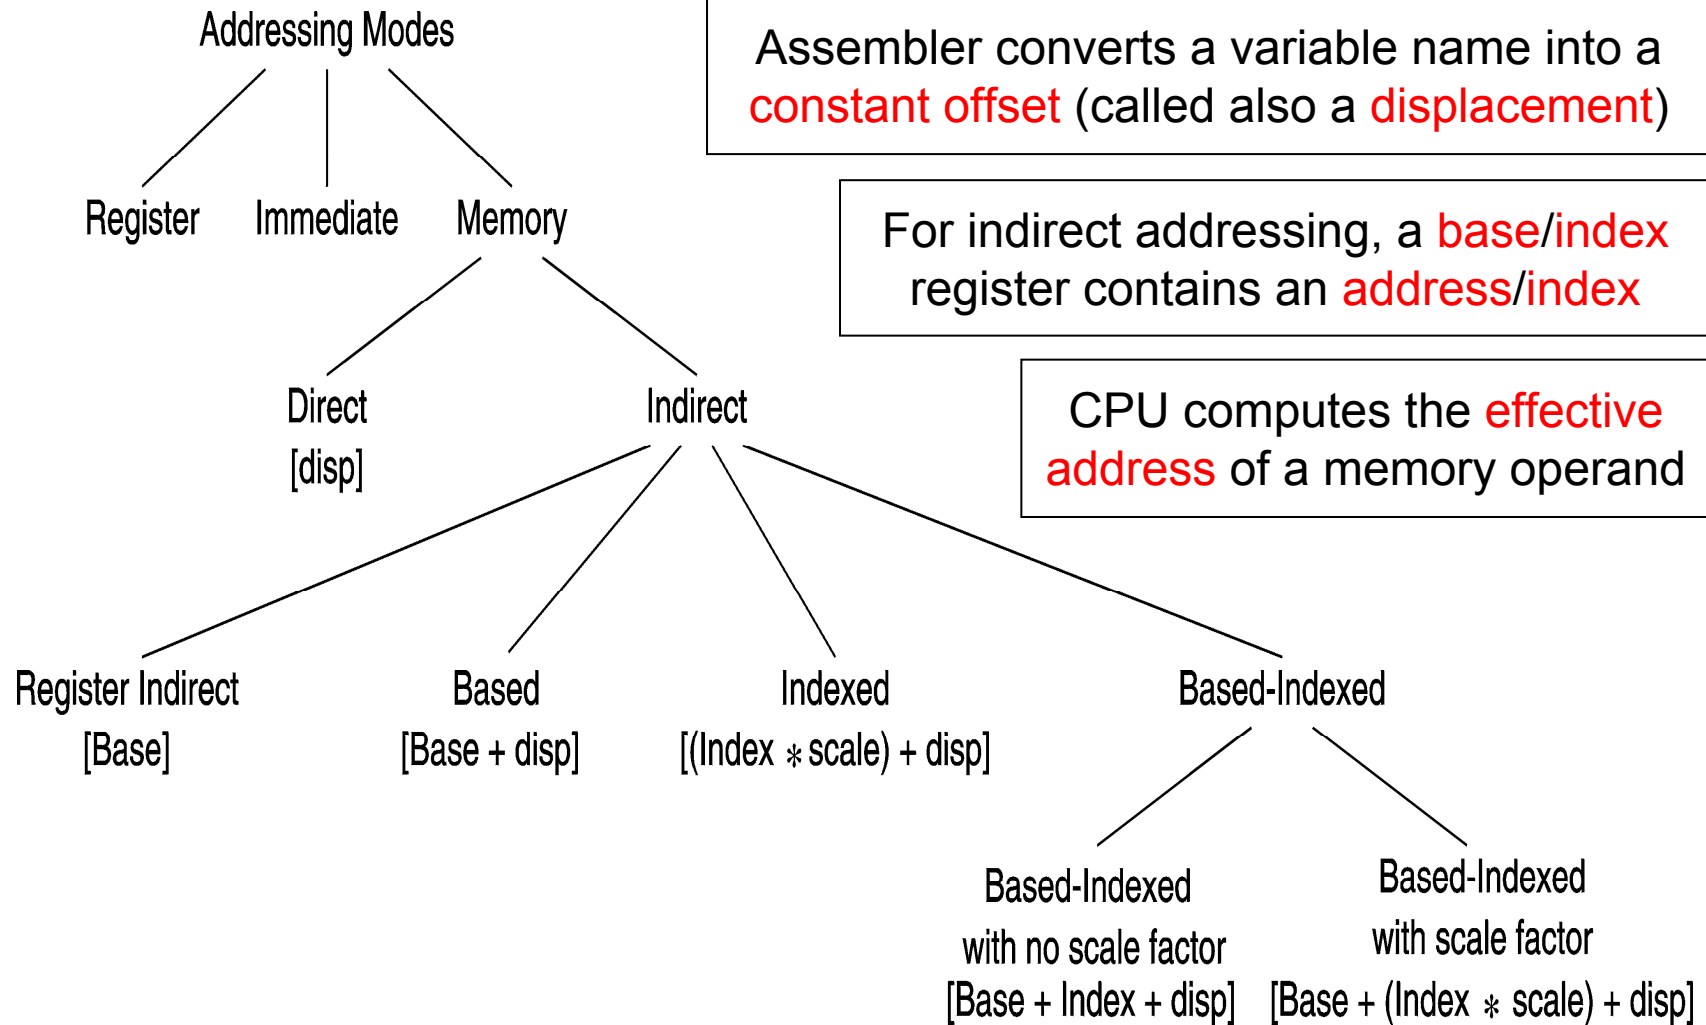 Addressing Modes
Assembler converts a variable name into a
constant offset (called also a displacement)
Register Immediate Memory
For indirect addressing, a base/index
register contains an address/index
Direct
[disp]
Indirect
CPU computes the effective
address of a memory operand
Register Indirect
[Base]
Based
[Base + disp]
Indexed
[(Index * scale) + disp]
Based-Indexed
Based-Indexed
with no scale factor
[Base + Index + disp]
Based-Indexed
with scale factor
[Base + (Index * scale) + disp]